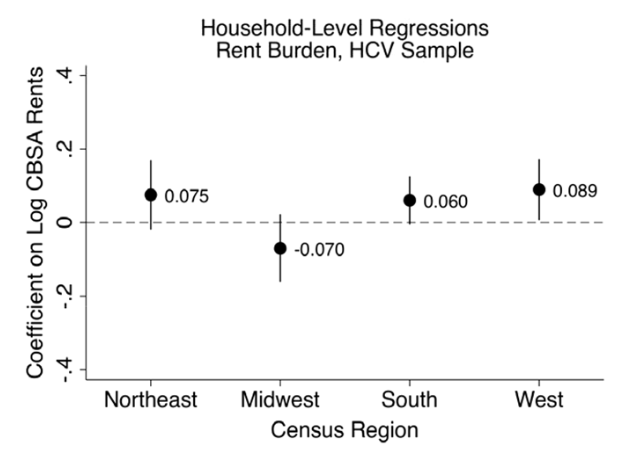 Household-Level Regressions
Rent Burden, HCV Sample
Coefficient on Log CBSA Rents
.4
.2
0
-.2
-.4
0.075
-0.070
0.060
0.089
Northeast
Midwest
South
West
Census Region